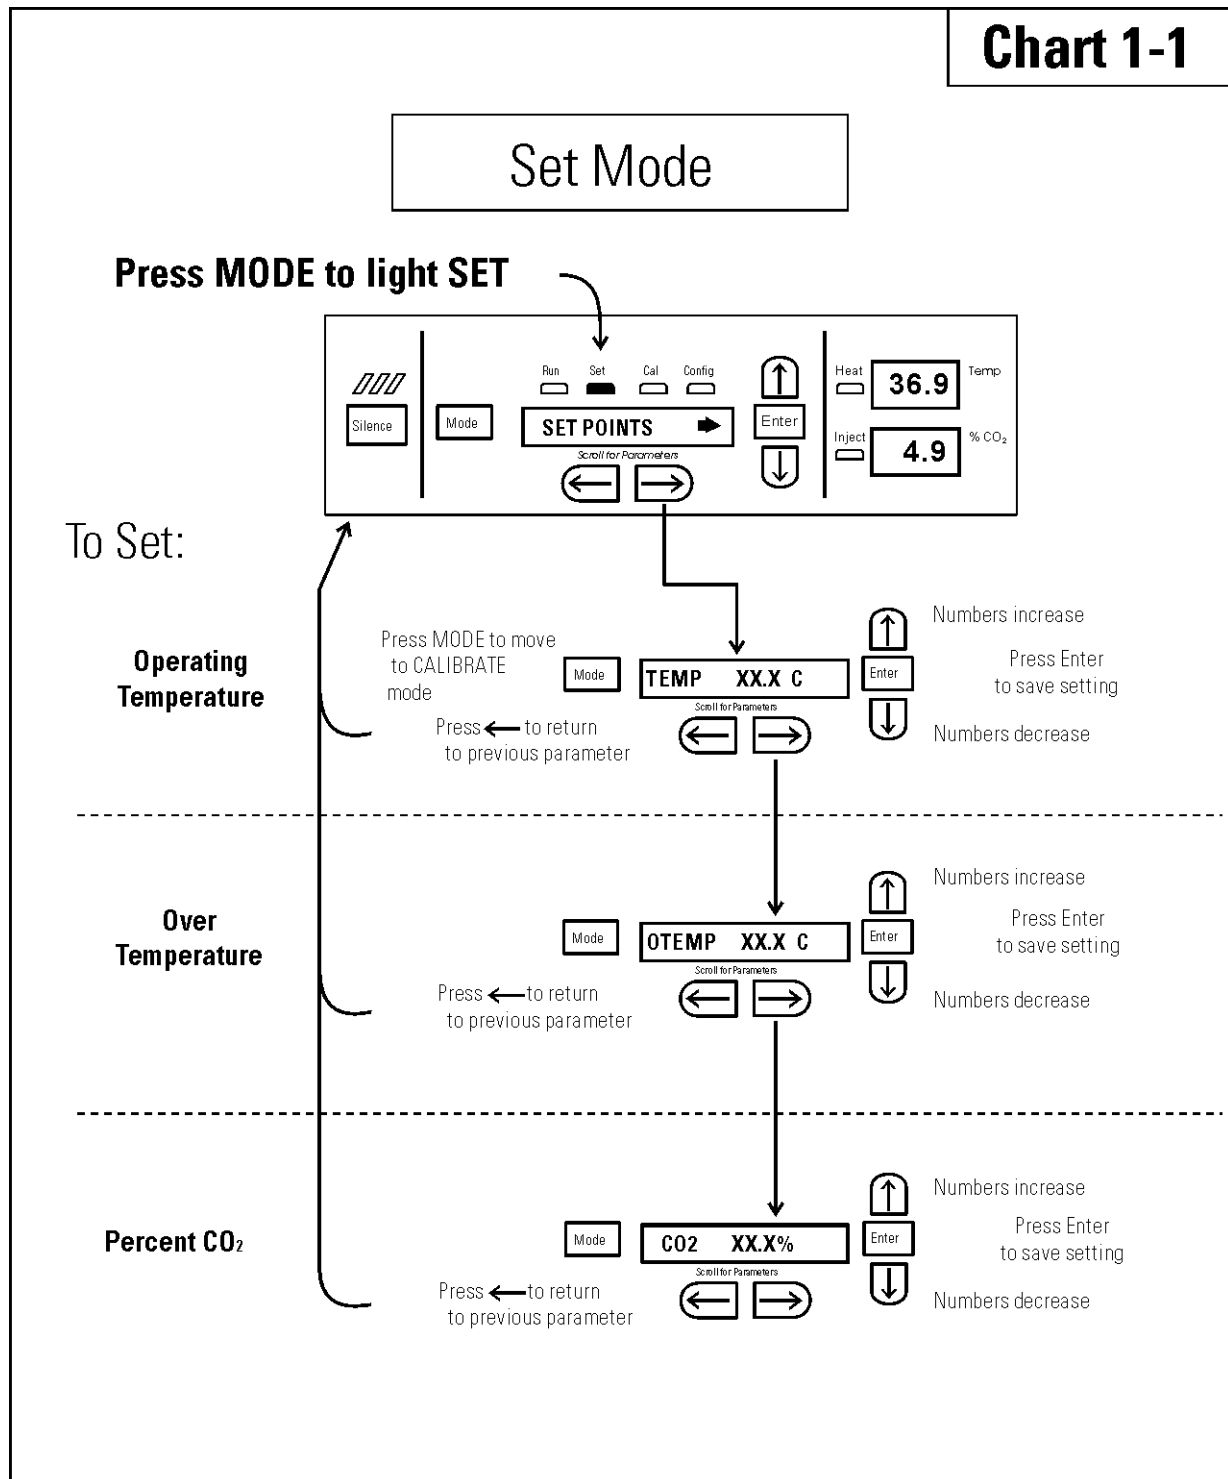 Chart 1-1
Set Mode
Press MODE to light SET
Run Set Cal Config
Silence
Mode
SET POINTS
Scroll for Parameters
Enter
Heat 36.9 Temp
Inject 4.9 % CO₂
To Set:
Operating
Temperature
Press MODE to move
to CALIBRATE
mode
Press ← to return
to previous parameter
Mode
TEMP XX.X C
Scroll for Parameters
Enter
Numbers increase
Press Enter
to save setting
Numbers decrease
Over
Temperature
Press ← to return
to previous parameter
Mode
OTEMP XX.X C
Scroll for Parameters
Enter
Numbers increase
Press Enter
to save setting
Numbers decrease
Percent CO₂
Press ← to return
to previous parameter
Mode
CO2 XX.X%
Scroll for Parameters
Enter
Numbers increase
Press Enter
to save setting
Numbers decrease